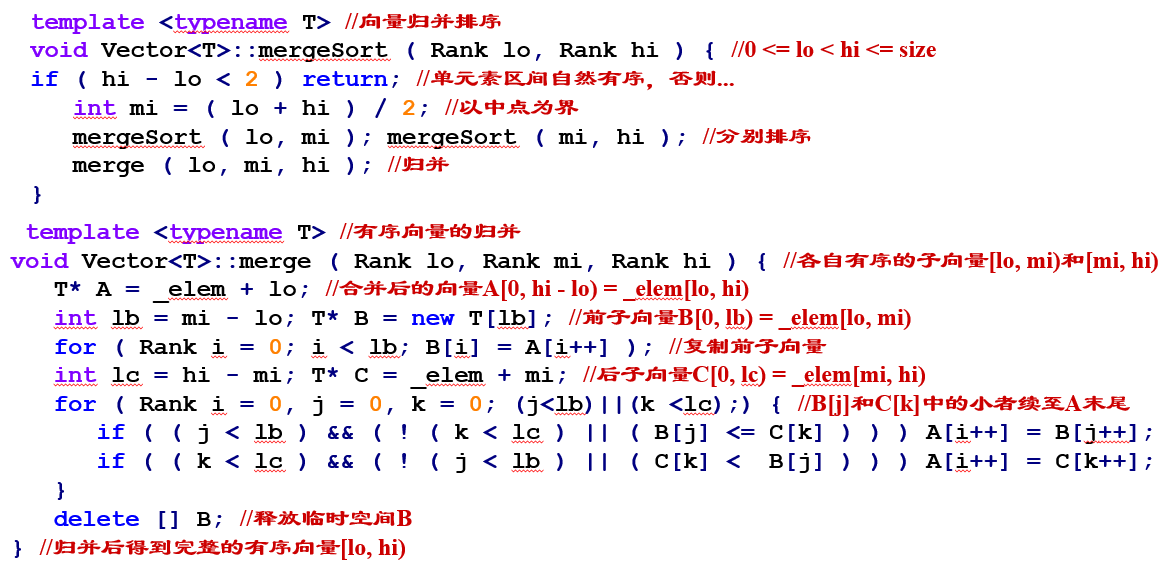 template <typename T> //向量归并排序
void Vector<T>::mergeSort ( Rank lo, Rank hi ) { //0 <= lo < hi <= size
if ( hi - lo < 2 ) return; //单元素区间自然有序，否则...
int mi = ( lo + hi ) / 2; //以中点为界
mergeSort ( lo, mi ); mergeSort ( mi, hi ); //分别排序
merge ( lo, mi, hi ); //归并
}
template <typename T> //有序向量的归并
void Vector<T>::merge ( Rank lo, Rank mi, Rank hi ) { //各自有序的子向量[lo, mi)和[mi, hi)
T* A = _elem + lo; //合并后的向量A[0, hi - lo) = _elem[lo, hi)
int lb = mi - lo; T* B = new T[lb]; //前子向量B[0, lb) = _elem[lo, mi)
for ( Rank i = 0; i < lb; B[i] = A[i++] ); //复制前子向量
int lc = hi - mi; T* C = _elem + mi; //后子向量C[0, lc) = _elem[mi, hi)
for ( Rank i = 0, j = 0, k = 0; (j<lb)||(k <lc);) { //B[j]和C[k]中的小者续至A末尾
if ( ( j < lb ) && ( ! ( k < lc ) || ( B[j] <= C[k] ) ) ) A[i++] = B[j++];
if ( ( k < lc ) && ( ! ( j < lb ) || ( C[k] < B[j] ) ) ) A[i++] = C[k++];
}
delete [] B; //释放临时空间B
} //归并后得到完整的有序向量[lo, hi)